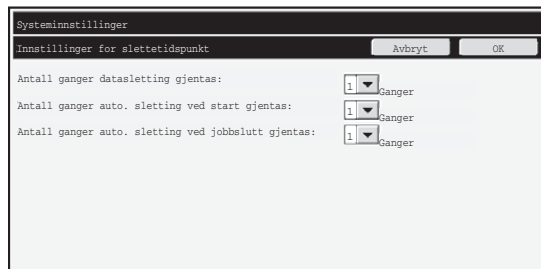 Systeminnstillinger
Innstillinger for slettetidspunkt Avbryt OK
Antall ganger datasletting gjentas: 1 Ganger
Antall ganger auto. sletting ved start gjentas: 1 Ganger
Antall ganger auto. sletting ved jobbslutt gjentas: 1 Ganger